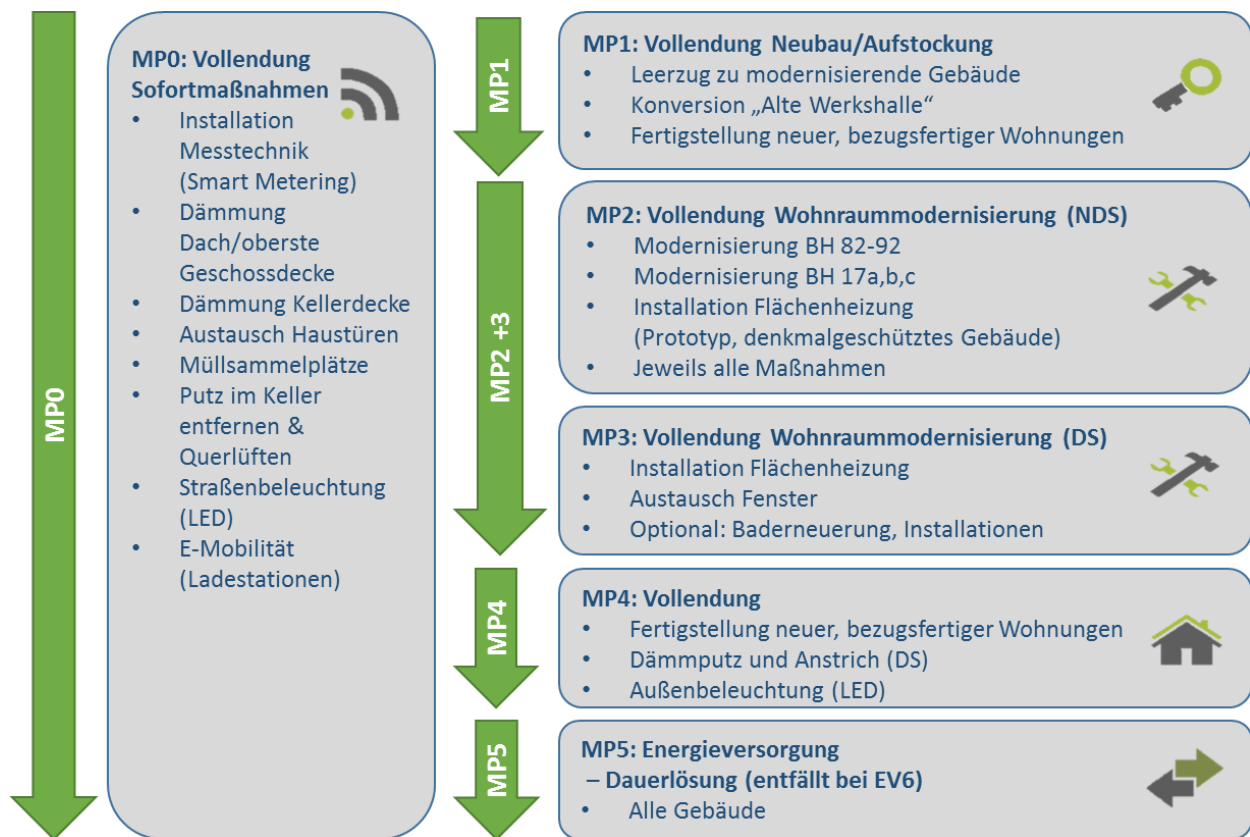 MP0
MP0: Vollendung
Sofortmaßnahmen
• Installation
Messtechnik
(Smart Metering)
• Dämmung
Dach/oberste
Geschossdecke
• Dämmung Kellerdecke
• Austausch Haustüren
• Müllsammelplätze
• Putz im Keller
entfernen &
Querlüften
• Straßenbeleuchtung
(LED)
• E-Mobilität
(Ladestationen)
MP1
MP1: Vollendung Neubau/Aufstockung
• Leerzug zu modernisierende Gebäude
• Konversion „Alte Werkshalle“
• Fertigstellung neuer, bezugsfertiger Wohnungen
MP2 +3
MP2: Vollendung Wohnraummodernisierung (NDS)
• Modernisierung BH 82-92
• Modernisierung BH 17a,b,c
• Installation Flächenheizung
(Prototyp, denkmalgeschütztes Gebäude)
• Jeweils alle Maßnahmen
MP3: Vollendung Wohnraummodernisierung (DS)
• Installation Flächenheizung
• Austausch Fenster
• Optional: Baderneuerung, Installationen
MP4
MP4: Vollendung
• Fertigstellung neuer, bezugsfertiger Wohnungen
• Dämmputz und Anstrich (DS)
• Außenbeleuchtung (LED)
MP5
MP5: Energieversorgung
– Dauerlösung (entfällt bei EV6)
• Alle Gebäude